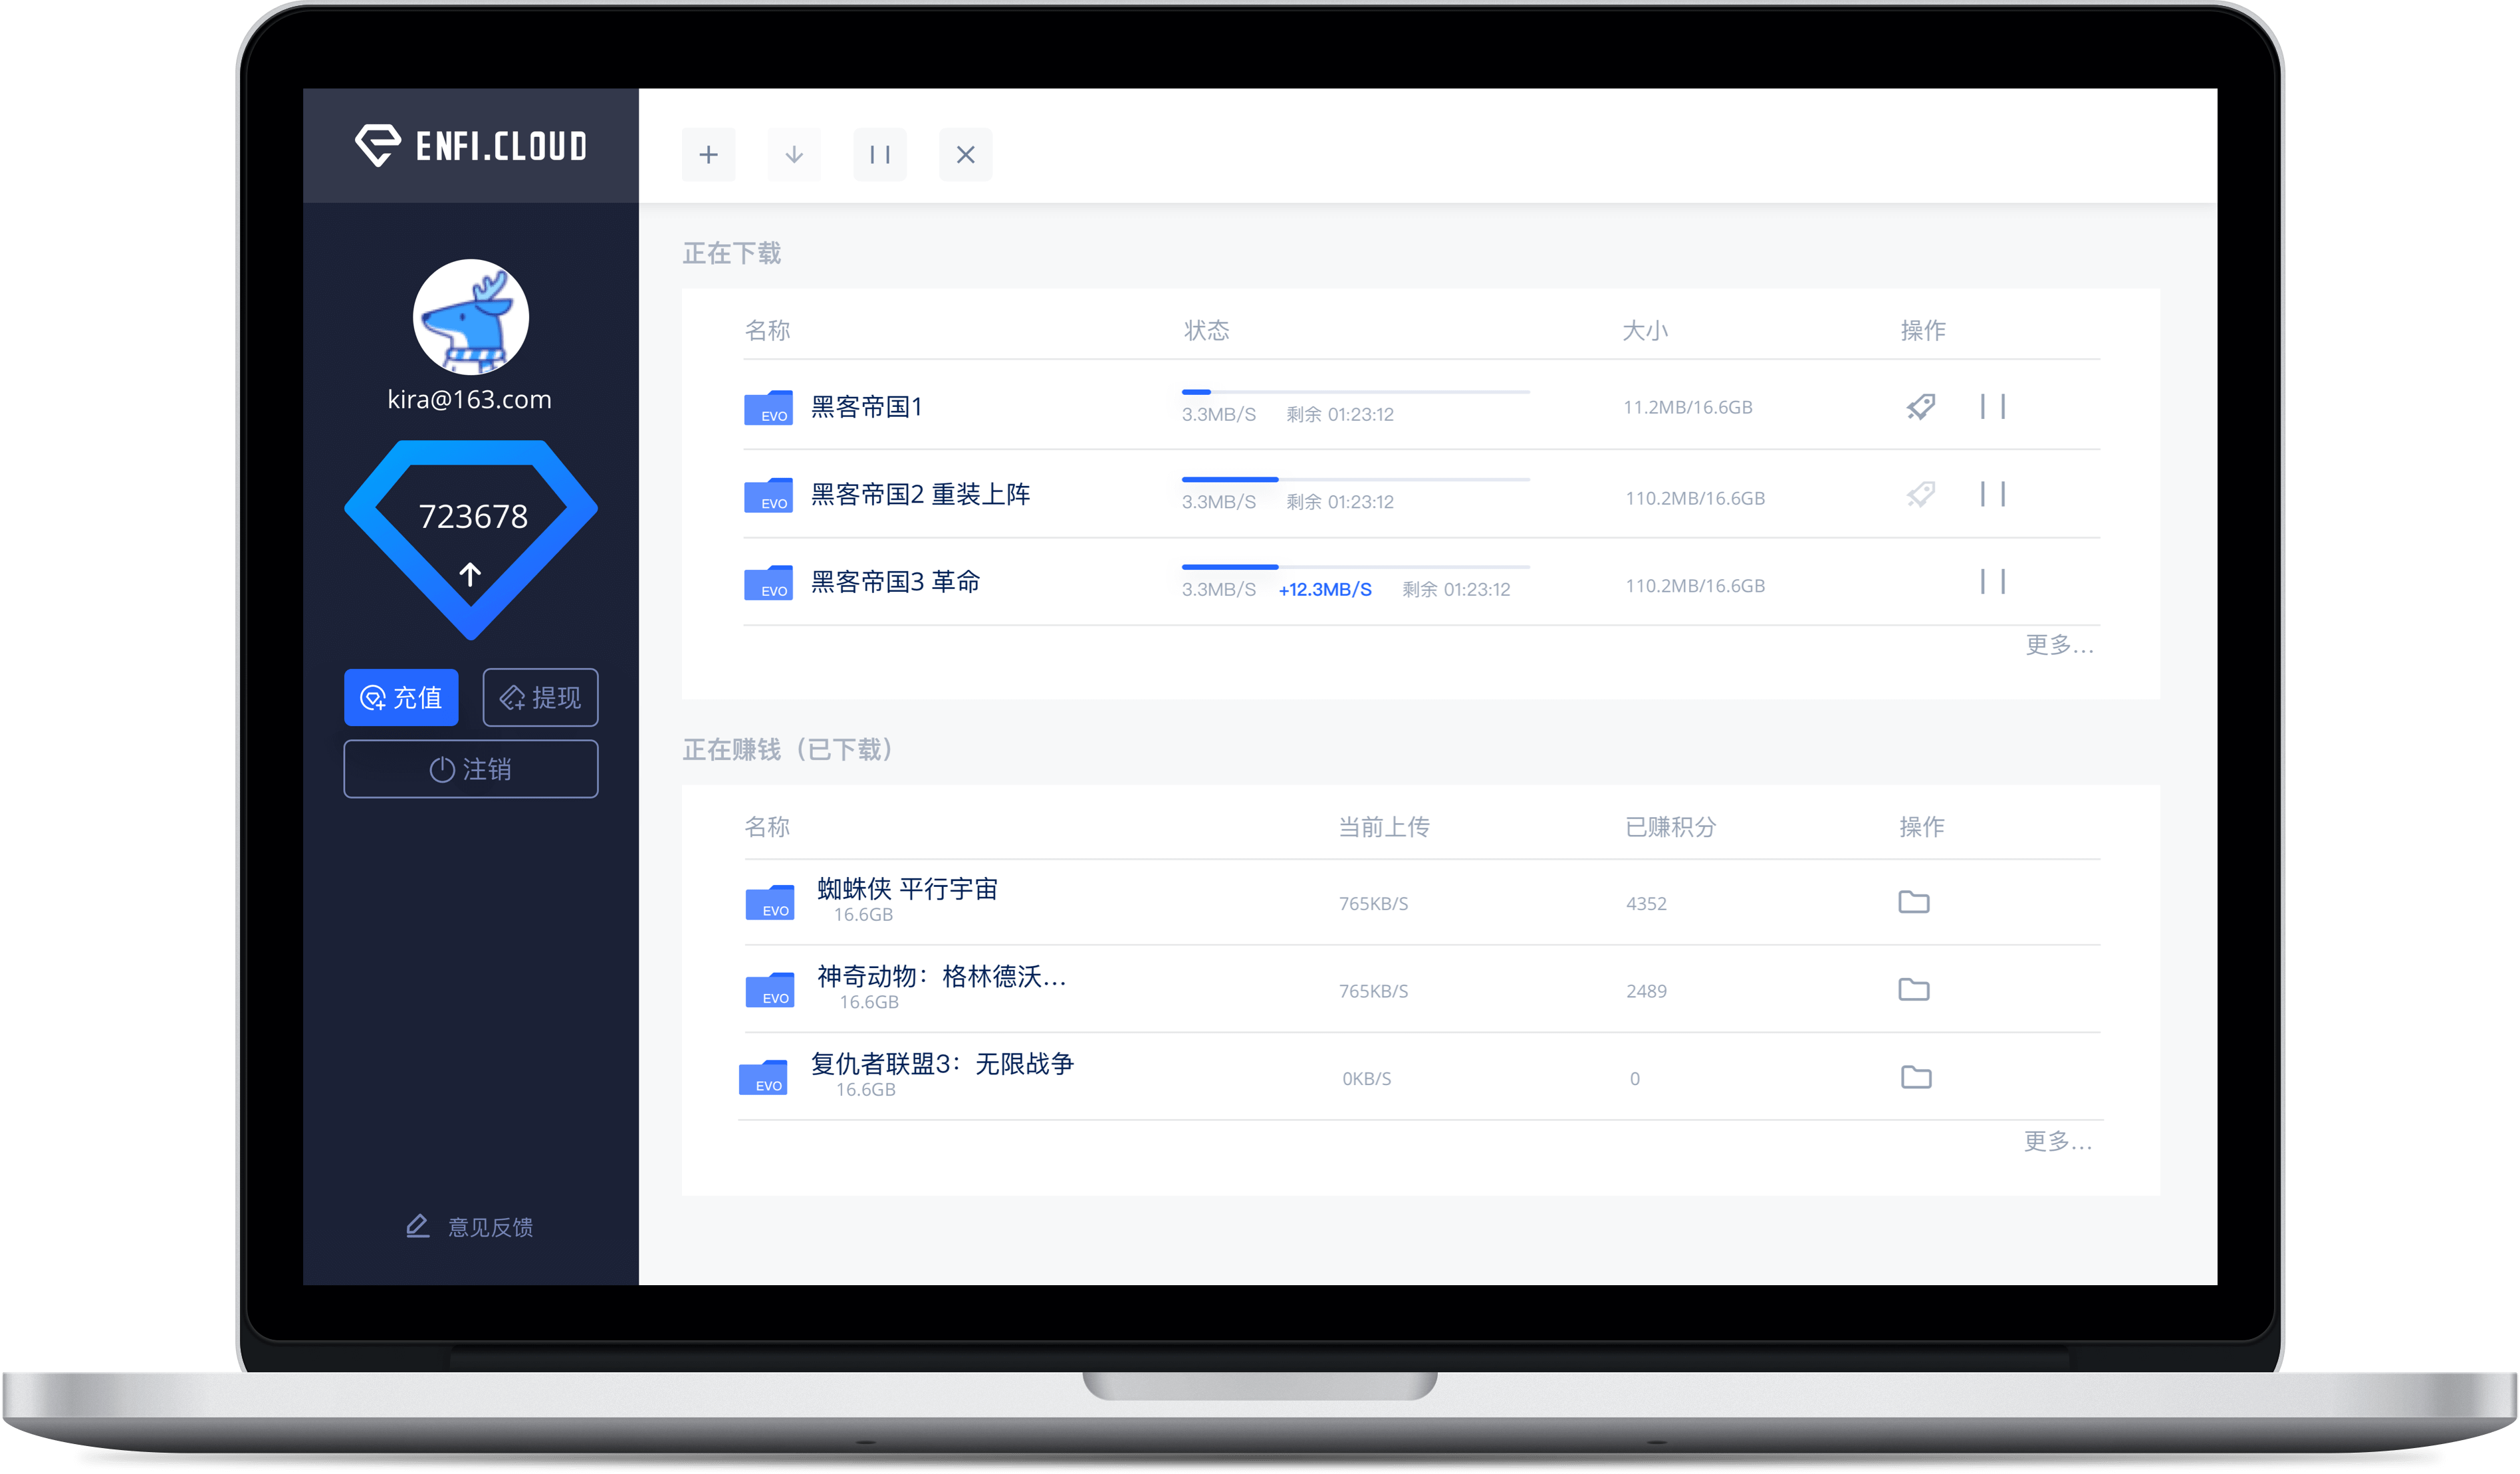 ENFI.CLOUD
kira@163.com
723678
充值
提现
注销
意见反馈
正在下载
名称 状态 大小 操作
EVO 黑客帝国1 3.3MB/S 剩余 01:23:12 11.2MB/16.6GB
EVO 黑客帝国2 重装上阵 3.3MB/S 剩余 01:23:12 110.2MB/16.6GB
EVO 黑客帝国3 革命 3.3MB/S +12.3MB/S 剩余 01:23:12 110.2MB/16.6GB
更多...
正在赚钱（已下载）
名称 当前上传 已赚积分 操作
EVO 蜘蛛侠 平行宇宙 765KB/S 4352
16.6GB
EVO 神奇动物：格林德沃... 765KB/S 2489
16.6GB
EVO 复仇者联盟3：无限战争 0KB/S 0
16.6GB
更多...